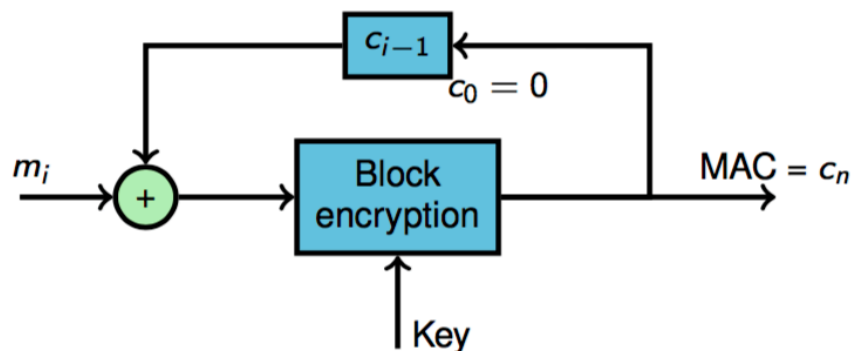 c_{i−1}
c_0 = 0
m_i
+
Block
encryption
MAC = c_n
Key